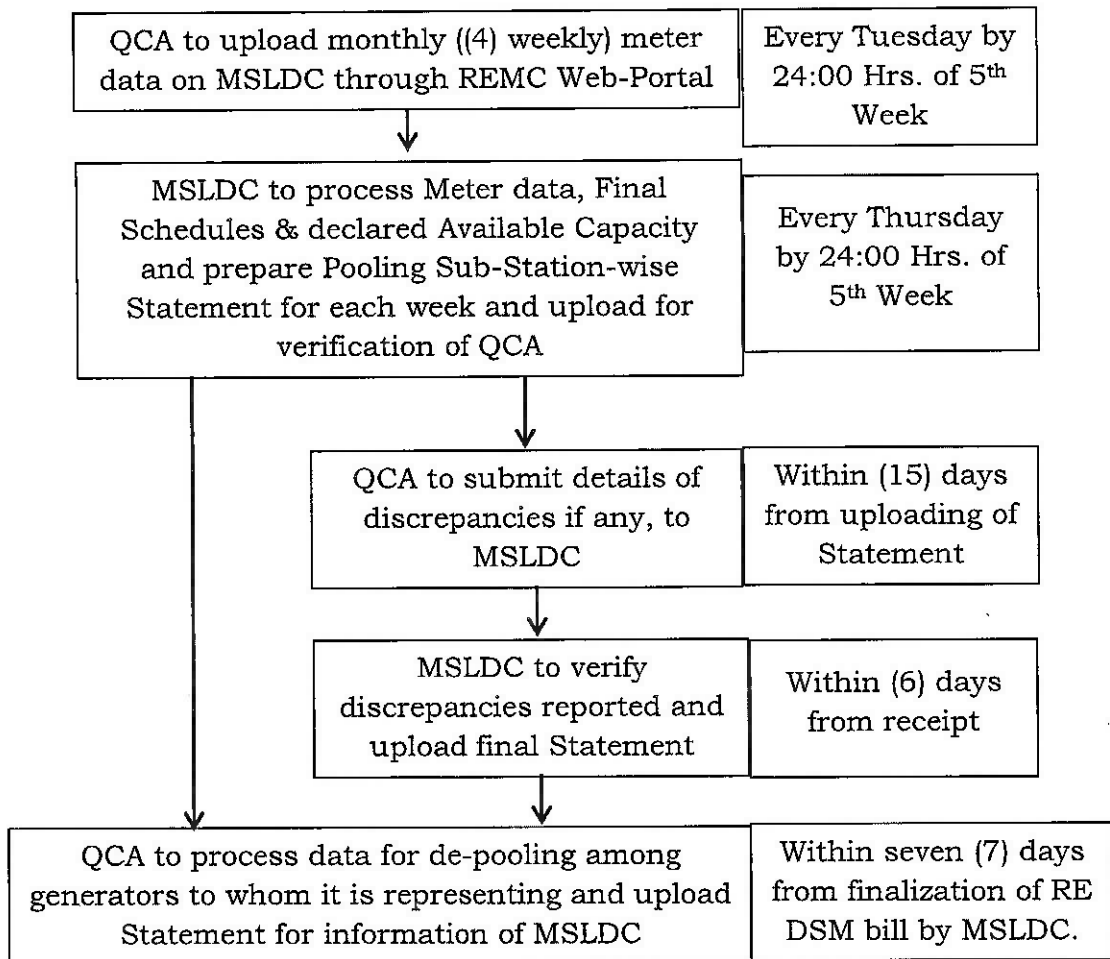 QCA to upload monthly ((4) weekly) meter
data on MSLDC through REMC Web-Portal
Every Tuesday by
24:00 Hrs. of 5th
Week
MSLDC to process Meter data, Final
Schedules & declared Available Capacity
and prepare Pooling Sub-Station-wise
Statement for each week and upload for
verification of QCA
Every Thursday
by 24:00 Hrs. of
5th Week
QCA to submit details of
discrepancies if any, to
MSLDC
Within (15) days
from uploading of
Statement
MSLDC to verify
discrepancies reported and
upload final Statement
Within (6) days
from receipt
QCA to process data for de-pooling among
generators to whom it is representing and upload
Statement for information of MSLDC
Within seven (7) days
from finalization of RE
DSM bill by MSLDC.